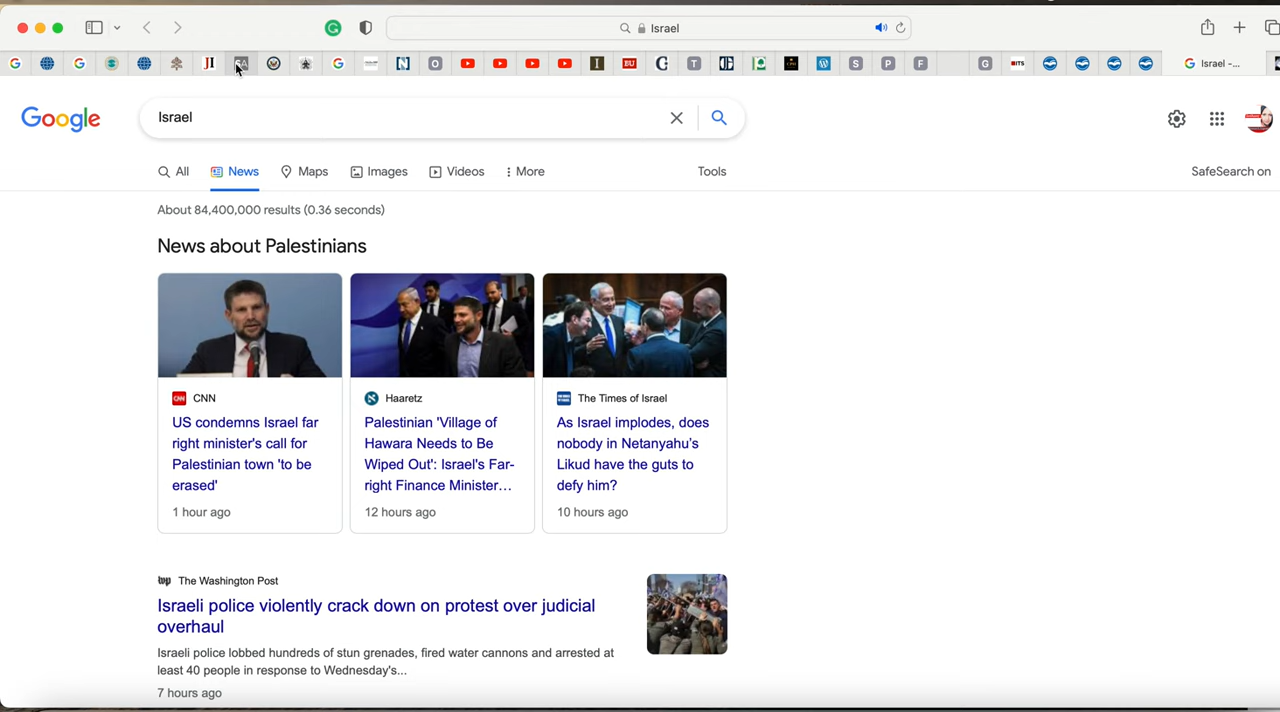 Israel
JI
EA
N
O
I
BU
G
T
S
P
F
G
BITS
Israel -...
Google
Israel
All
News
Maps
Images
Videos
More
Tools
SafeSearch on
About 84,400,000 results (0.36 seconds)
News about Palestinians
CNN
US condemns Israel far
right minister's call for
Palestinian town 'to be
erased'
1 hour ago
Haaretz
Palestinian 'Village of
Hawara Needs to Be
Wiped Out': Israel's Far-
right Finance Minister...
12 hours ago
The Times of Israel
As Israel implodes, does
nobody in Netanyahu's
Likud have the guts to
defy him?
10 hours ago
wp The Washington Post
Israeli police violently crack down on protest over judicial
overhaul
Israeli police lobbed hundreds of stun grenades, fired water cannons and arrested at
least 40 people in response to Wednesday's...
7 hours ago